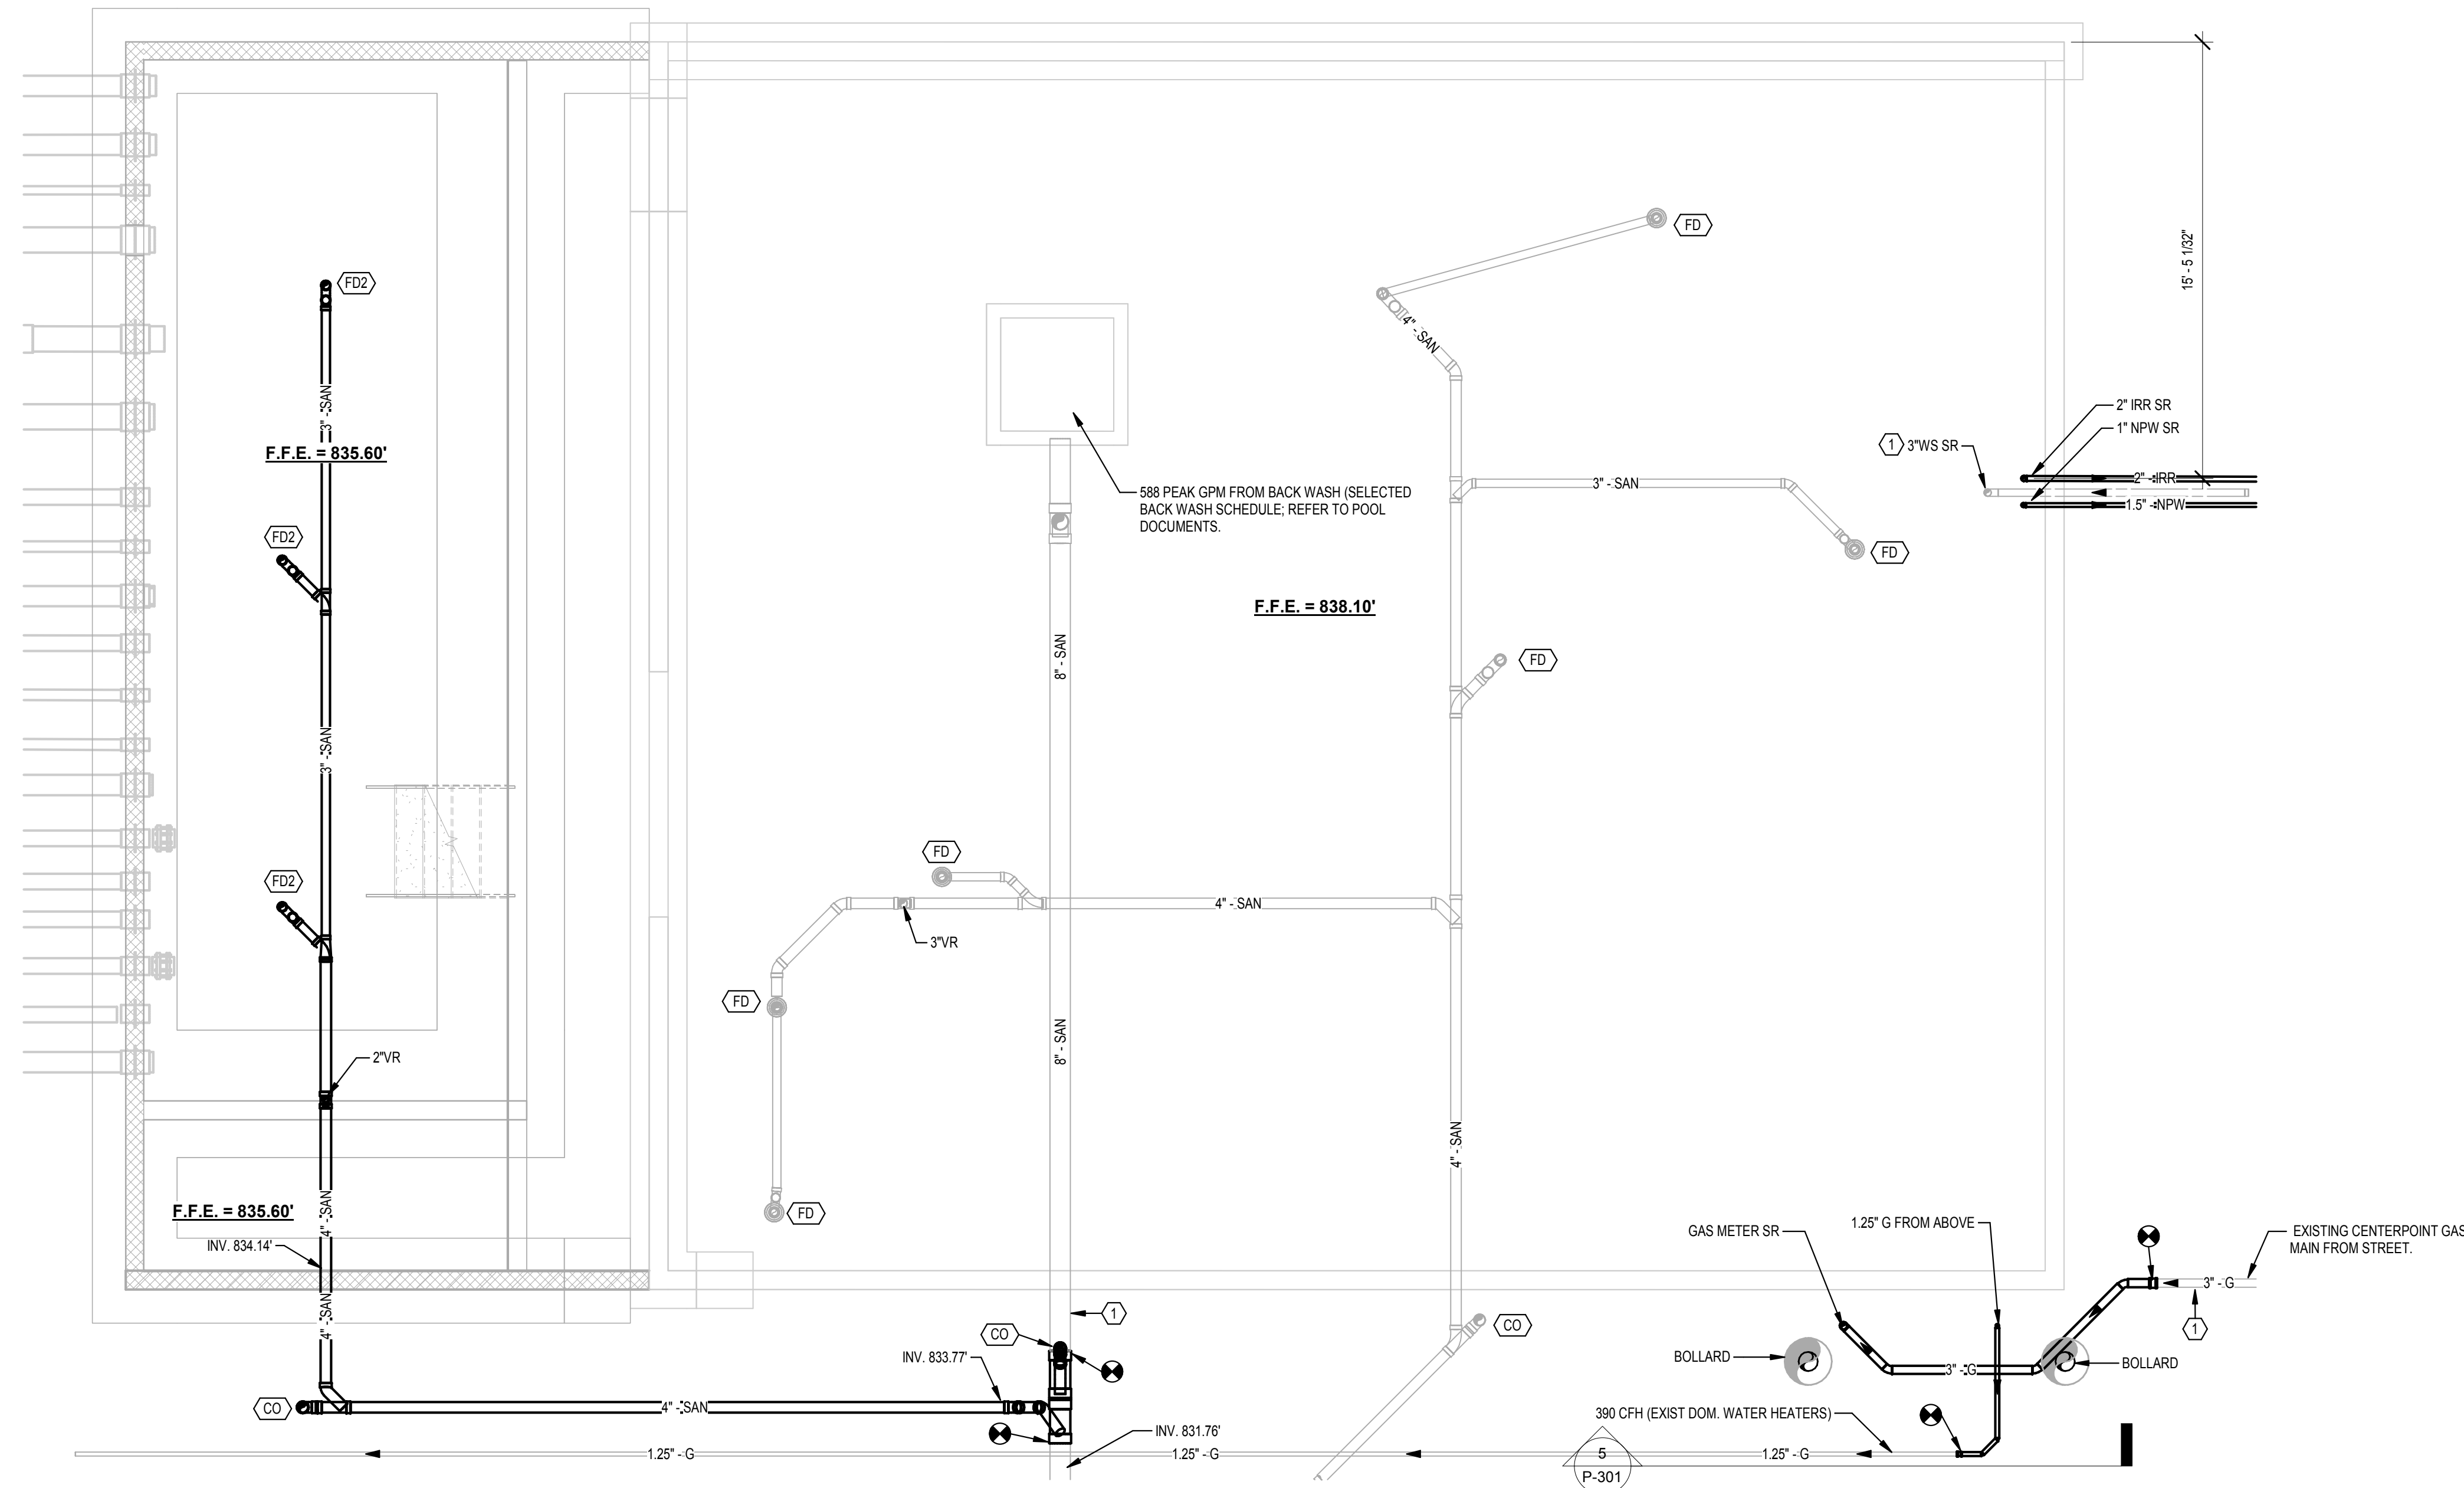 FD
FD2
4" - SAN
15' - 5 1/32"
3" - SAN
2" IRR SR
1" NPW SR
F.F.E. = 835.60'
1 3"WS SR
2" - IRR
3" - SAN
1.5" - NPW
588 PEAK GPM FROM BACK WASH (SELECTED
BACK WASH SCHEDULE; REFER TO POOL
DOCUMENTS.
FD2
FD
F.F.E. = 838.10'
8" - SAN
FD
3" - SAN
FD
FD2
4" - SAN
3"VR
FD
8" - SAN
2"VR
4" - SAN
4" - SAN
F.F.E. = 835.60'
FD
INV. 834.14'
GAS METER SR
1.25" G FROM ABOVE
EXISTING CENTERPOINT GAS
MAIN FROM STREET.
3" - G
4" - SAN
1
CO
CO
1
INV. 833.77'
BOLLARD
3" - G
BOLLARD
CO
4" - SAN
390 CFH (EXIST DOM. WATER HEATERS)
INV. 831.76'
1.25" - G
1.25" - G
5
1.25" - G
P-301